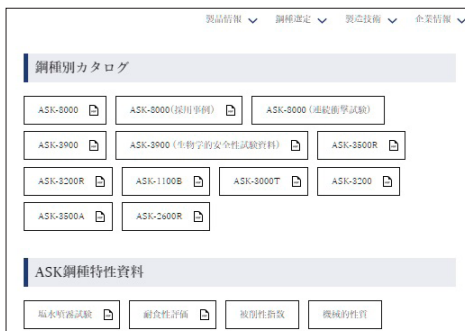 製品情報 鋼種選定 製造技術 企業情報
鋼種別カタログ
ASK-8000 ASK-8000(採用事例) ASK-8000(連続衝撃試験)
ASK-3900 ASK-3900(生物学的安全性試験資料) ASK-3500R
ASK-3200R ASK-1100B ASK-3000T ASK-3200
ASK-3500A ASK-2600R
ASK鋼種特性資料
塩水噴霧試験 耐食性評価 被削性指数 機械的性質